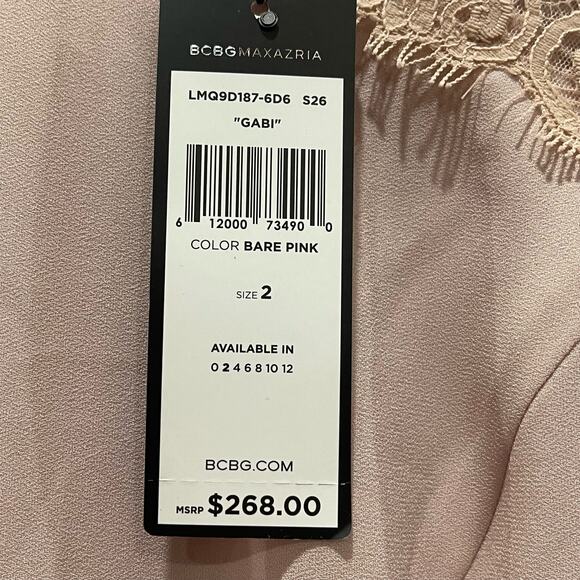 BCBGMAXAZRIA
LMQ9D187-6D6 S26
"GABI"
6 12000 73490 0
COLOR BARE PINK
SIZE 2
AVAILABLE IN
0 2 4 6 8 10 12
BCBG.COM
MSRP $268.00